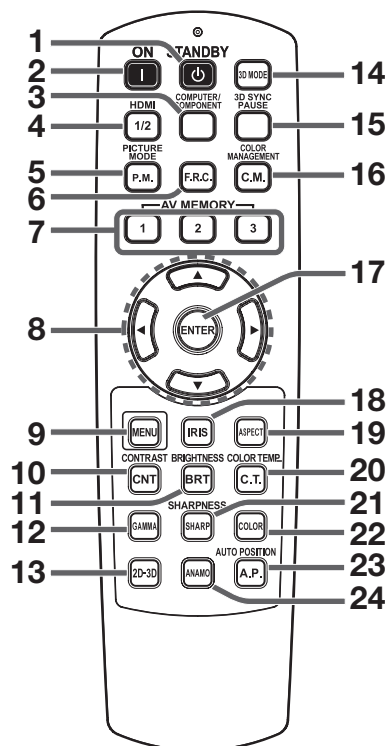 1
ON STANDBY
2 I 3D MODE 14
3 COMPUTER/ COMPONENT 3D SYNC PAUSE 15
HDMI
4 1/2
PICTURE MODE COLOR MANAGEMENT
5 P.M. F.R.C. C.M. 16
6
AV MEMORY
7 1 2 3
17
8 ENTER
18
9 MENU IRIS ASPECT 19
CONTRAST BRIGHTNESS COLOR TEMP.
10 CNT BRT C.T. 20
11 SHARPNESS 21
12 GAMMA SHARP COLOR 22
AUTO POSITION 23
13 2D-3D ANAMO A.P.
24